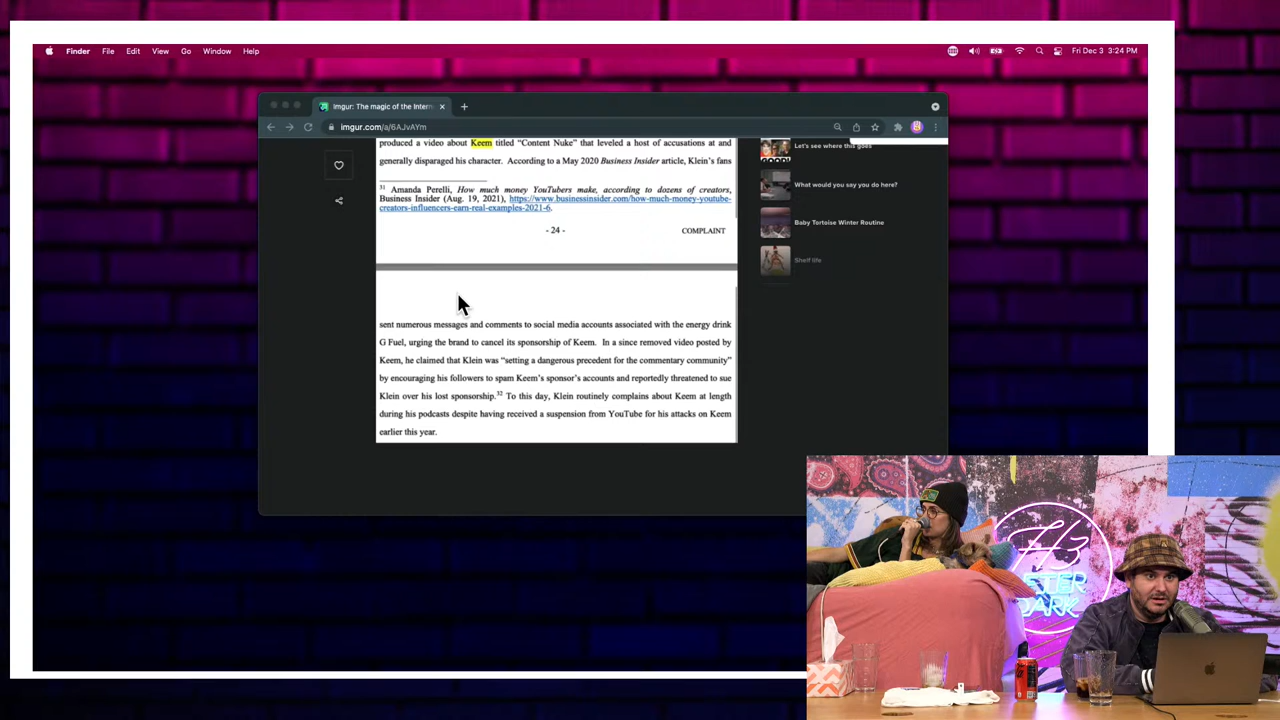 Finder File Edit View Go Window Help
Fri Dec 3 3:24 PM
Imgur: The magic of the Intern
imgur.com/a/6AJvAYm
produced a video about Keem titled “Content Nuke” that leveled a host of accusations at and
generally disparaged his character. According to a May 2020 Business Insider article, Klein’s fans
31 Amanda Perelli, How much money YouTubers make, according to dozens of creators,
Business Insider (Aug. 19, 2021), https://www.businessinsider.com/how-much-money-youtube-
creators-influencers-earn-real-examples-2021-6.
- 24 -
COMPLAINT
sent numerous messages and comments to social media accounts associated with the energy drink
G Fuel, urging the brand to cancel its sponsorship of Keem. In a since removed video posted by
Keem, he claimed that Klein was “setting a dangerous precedent for the commentary community”
by encouraging his followers to spam Keem’s sponsor’s accounts and reportedly threatened to sue
Klein over his lost sponsorship.32 To this day, Klein routinely complains about Keem at length
during his podcasts despite having received a suspension from YouTube for his attacks on Keem
earlier this year.
Let's see where this goes
What would you say you do here?
Baby Tortoise Winter Routine
Shelf life
H3
AFTER
DARK